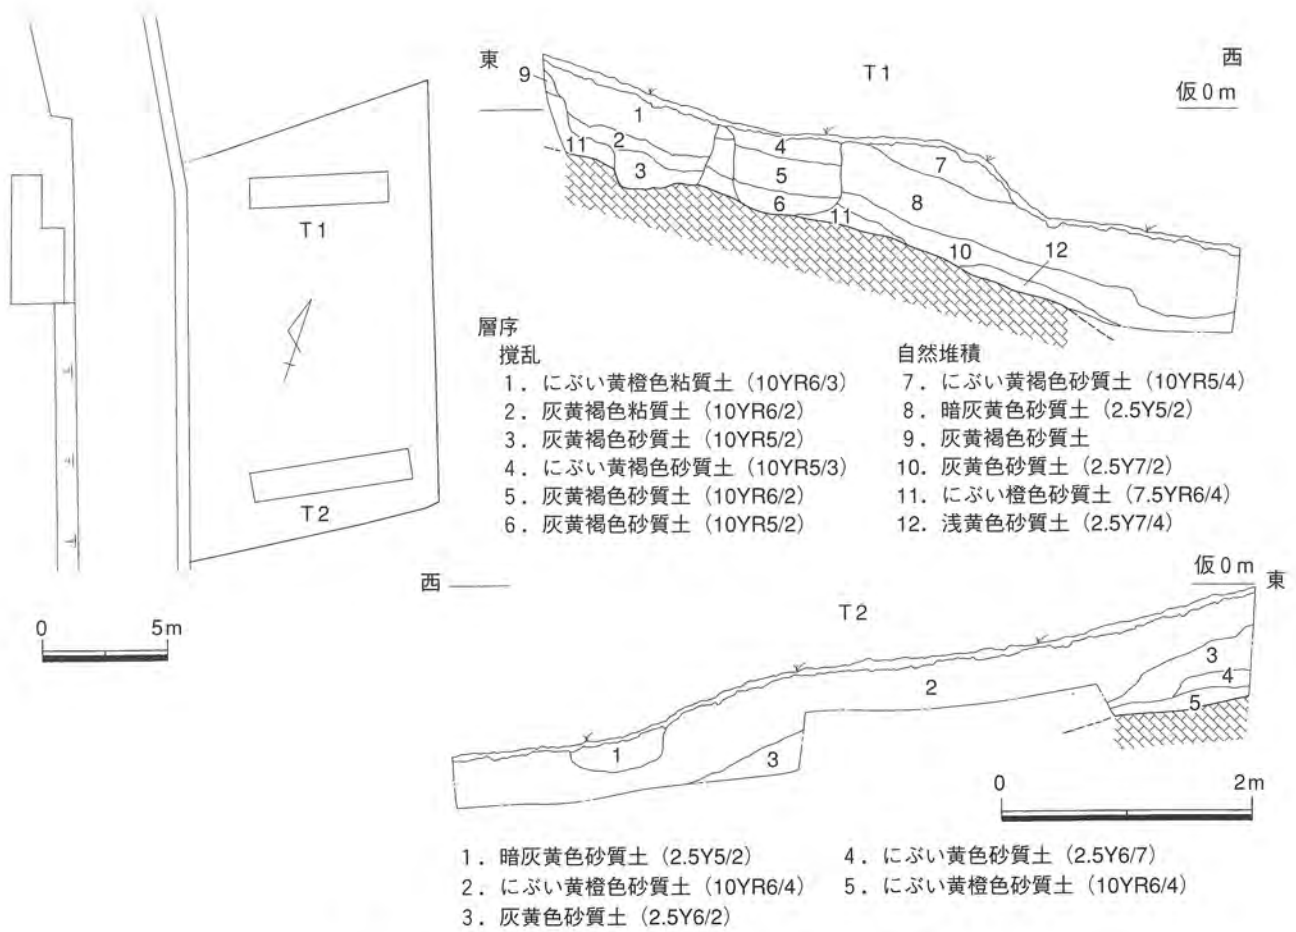 T1
T2
0 5m
東
T1
西
仮0m
9
1
2
11
3
4
5
6
11
7
8
10
12
層序
撹乱
1．にぶい黄橙色粘質土（10YR6/3）
2．灰黄褐色粘質土（10YR6/2）
3．灰黄褐色砂質土（10YR5/2）
4．にぶい黄褐色砂質土（10YR5/3）
5．灰黄褐色砂質土（10YR6/2）
6．灰黄褐色砂質土（10YR5/2）
自然堆積
7．にぶい黄褐色砂質土（10YR5/4）
8．暗灰黄色砂質土（2.5Y5/2）
9．灰黄褐色砂質土
10．灰黄色砂質土（2.5Y7/2）
11．にぶい橙色砂質土（7.5YR6/4）
12．浅黄色砂質土（2.5Y7/4）
西
T2
仮0m
東
1
2
3
3
4
5
0 2m
1．暗灰黄色砂質土（2.5Y5/2）
2．にぶい黄橙色砂質土（10YR6/4）
3．灰黄色砂質土（2.5Y6/2）
4．にぶい黄色砂質土（2.5Y6/7）
5．にぶい黄橙色砂質土（10YR6/4）